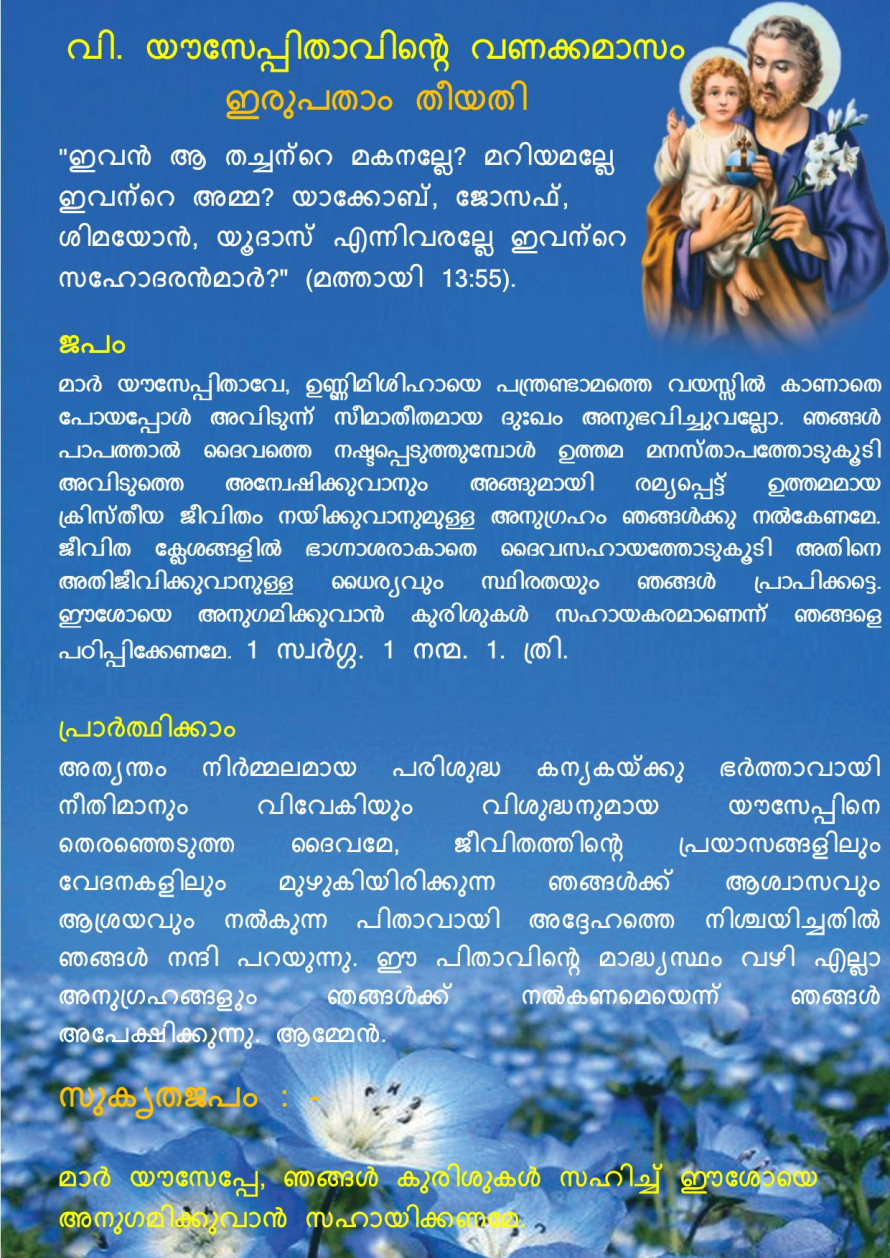 വി. യൗസേപ്പിതാവിന്റെ വണക്കമാസം
ഇരുപതാം തീയതി
"ഇവൻ ആ തച്ചന്‌റെ മകനല്ലേ? മറിയമല്ലേ
ഇവന്‌റെ അമ്മ? യാക്കോബ്, ജോസഫ്,
ശിമയോൻ, യൂദാസ് എന്നിവരല്ലേ ഇവന്‌റെ
സഹോദരൻമാർ?" (മത്തായി 13:55).
ജപം
മാർ യൗസേപ്പിതാവേ, ഉണ്ണിമിശിഹായെ പന്ത്രണ്ടാമത്തെ വയസ്സിൽ കാണാതെ
പോയപ്പോൾ അവിടുന്ന് സീമാതീതമായ ദുഃഖം അനുഭവിച്ചുവല്ലോ. ഞങ്ങൾ
പാപത്താൽ ദൈവത്തെ നഷ്ടപ്പെടുത്തുമ്പോൾ ഉത്തമ മനസ്താപത്തോടുകൂടി
അവിടുത്തെ അന്വേഷിക്കുവാനും അങ്ങുമായി രമ്യപ്പെട്ട് ഉത്തമമായ
ക്രിസ്തീയ ജീവിതം നയിക്കുവാനുമുള്ള അനുഗ്രഹം ഞങ്ങൾക്കു നൽകേണമേ.
ജീവിത ക്ലേശങ്ങളിൽ ഭാഗ്നാശരാകാതെ ദൈവസഹായത്തോടുകൂടി അതിനെ
അതിജീവിക്കുവാനുള്ള ധൈര്യവും സ്ഥിരതയും ഞങ്ങൾ പ്രാപിക്കട്ടെ.
ഈശോയെ അനുഗമിക്കുവാൻ കുരിശുകൾ സഹായകരമാണെന്ന് ഞങ്ങളെ
പഠിപ്പിക്കേണമേ. 1 സ്വർഗ്ഗ. 1 നന്മ. 1. ത്രി.
പ്രാർത്ഥിക്കാം
അത്യന്തം നിർമ്മലമായ പരിശുദ്ധ കന്യകയ്ക്കു ഭർത്താവായി
നീതിമാനും വിവേകിയും വിശുദ്ധനുമായ യൗസേപ്പിനെ
തെരഞ്ഞെടുത്ത ദൈവമേ, ജീവിതത്തിന്റെ പ്രയാസങ്ങളിലും
വേദനകളിലും മുഴുകിയിരിക്കുന്ന ഞങ്ങൾക്ക് ആശ്വാസവും
ആശ്രയവും നൽകുന്ന പിതാവായി അദ്ദേഹത്തെ നിശ്ചയിച്ചതിൽ
ഞങ്ങൾ നന്ദി പറയുന്നു. ഈ പിതാവിന്റെ മാദ്ധ്യസ്ഥം വഴി എല്ലാ
അനുഗ്രഹങ്ങളും ഞങ്ങൾക്ക് നൽകണമെയെന്ന് ഞങ്ങൾ
അപേക്ഷിക്കുന്നു. ആമ്മേൻ.
സുകൃതജപം : -
മാർ യൗസേപ്പേ, ഞങ്ങൾ കുരിശുകൾ സഹിച്ച് ഈശോയെ
അനുഗമിക്കുവാൻ സഹായിക്കണമേ.